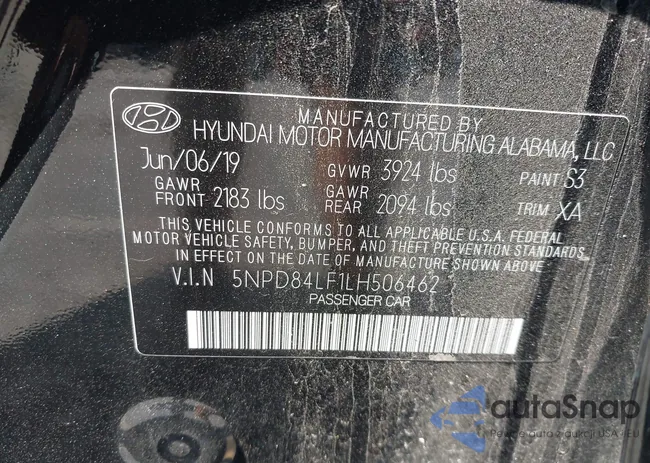 MANUFACTURED BY
HYUNDAI MOTOR MANUFACTURING ALABAMA, LLC
Jun/06/19 GVWR 3924 lbs PAINT S3
GAWR FRONT 2183 lbs GAWR REAR 2094 lbs TRIM XA
THIS VEHICLE CONFORMS TO ALL APPLICABLE U.S.A. FEDERAL
MOTOR VEHICLE SAFETY, BUMPER, AND THEFT PREVENTION STANDARDS
IN EFFECT ON THE DATE OF MANUFACTURE SHOWN ABOVE.
V.I.N 5NPD84LF1LH506462
PASSENGER CAR
autaSnap